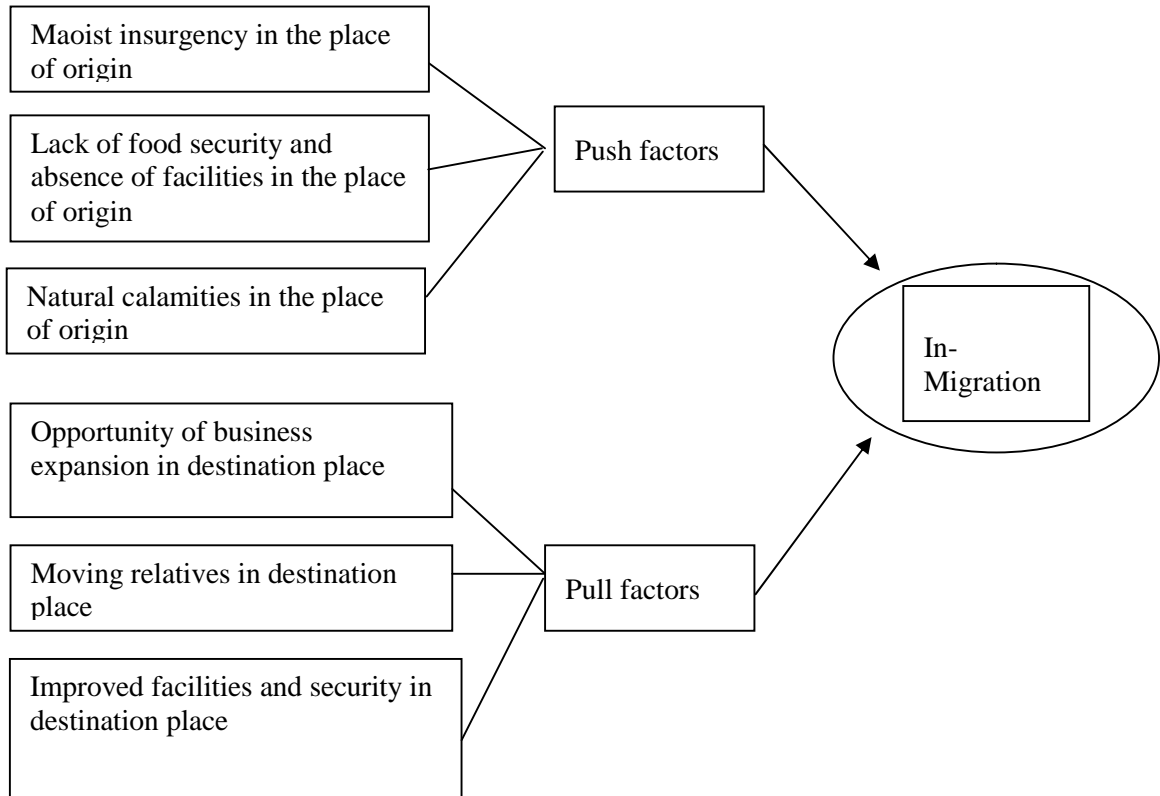 Maoist insurgency in the place
of origin
Lack of food security and
absence of facilities in the place
of origin
Natural calamities in the place
of origin
Push factors
In-
Migration
Opportunity of business
expansion in destination place
Moving relatives in destination
place
Improved facilities and security in
destination place
Pull factors